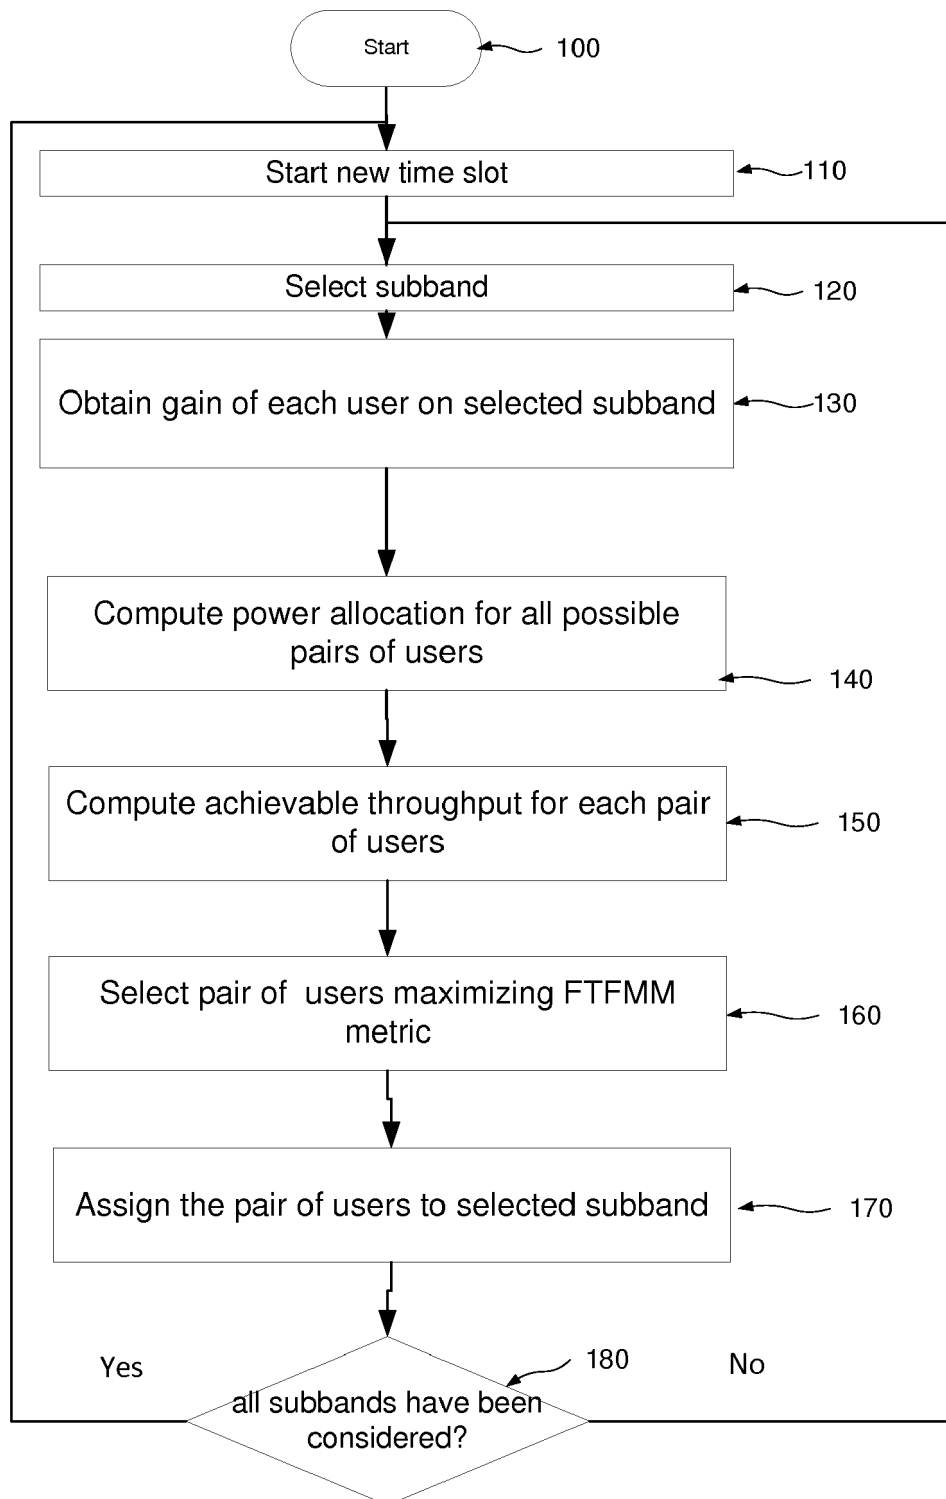 Start
100
Start new time slot
110
Select subband
120
Obtain gain of each user on selected subband
130
Compute power allocation for all possible
pairs of users
140
Compute achievable throughput for each pair
of users
150
Select pair of users maximizing FTFMM
metric
160
Assign the pair of users to selected subband
170
Yes
180
No
all subbands have been
considered?